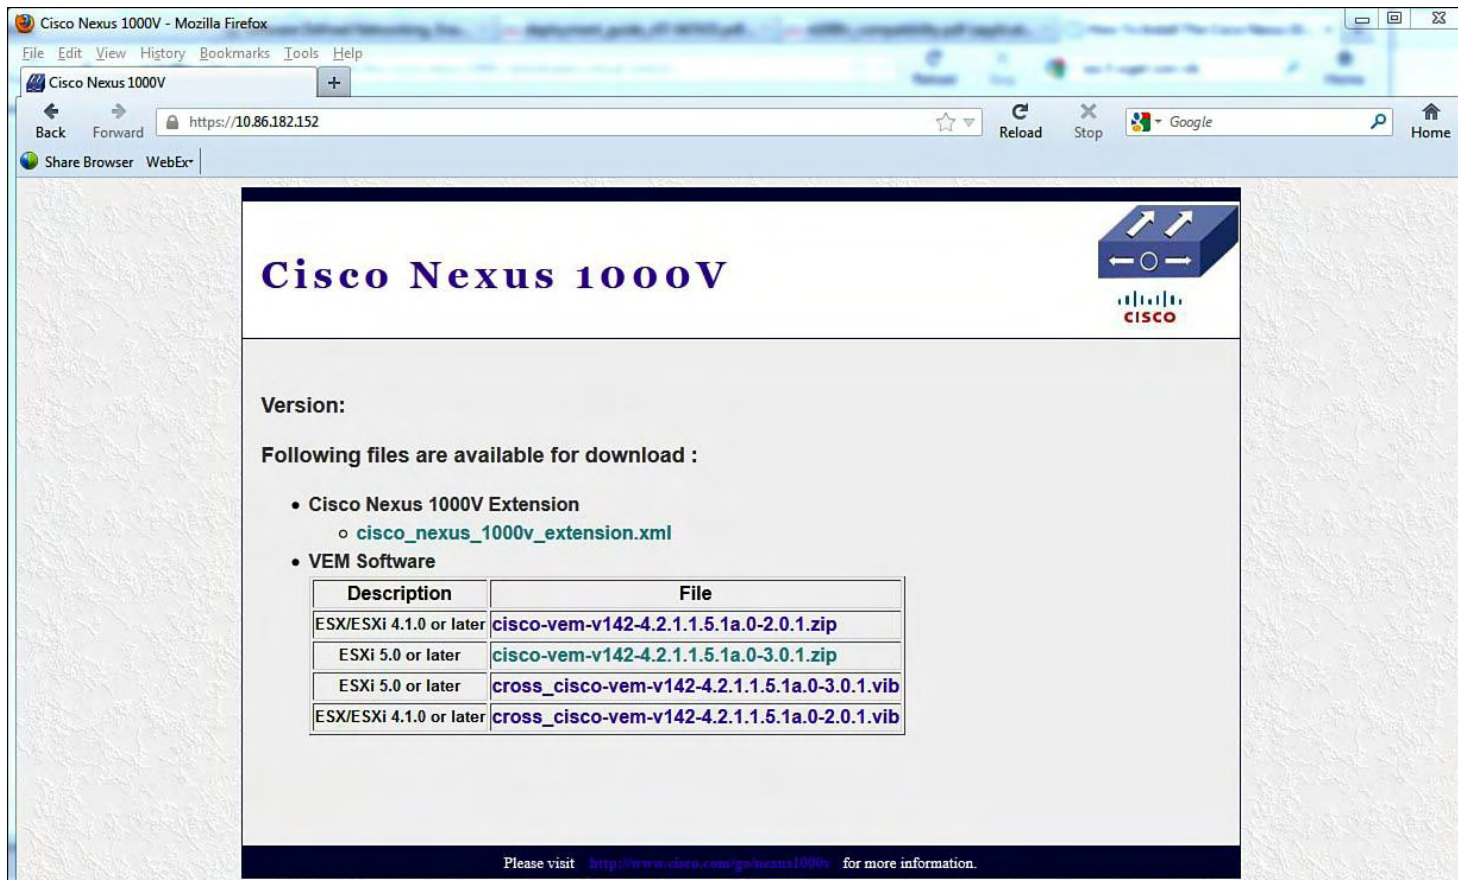 Cisco Nexus 1000V - Mozilla Firefox
File Edit View History Bookmarks Tools Help
Cisco Nexus 1000V +
Back Forward https://10.86.182.152 Reload Stop Google Home
Share Browser WebEx
Cisco Nexus 1000V
CISCO
Version:
Following files are available for download :
Cisco Nexus 1000V Extension
cisco_nexus_1000v_extension.xml
VEM Software
Description File
ESX/ESXi 4.1.0 or later cisco-vem-v142-4.2.1.1.5.1a.0-2.0.1.zip
ESXi 5.0 or later cisco-vem-v142-4.2.1.1.5.1a.0-3.0.1.zip
ESXi 5.0 or later cross_cisco-vem-v142-4.2.1.1.5.1a.0-3.0.1.vib
ESX/ESXi 4.1.0 or later cross_cisco-vem-v142-4.2.1.1.5.1a.0-2.0.1.vib
Please visit http://www.cisco.com/go/nexus1000v for more information.